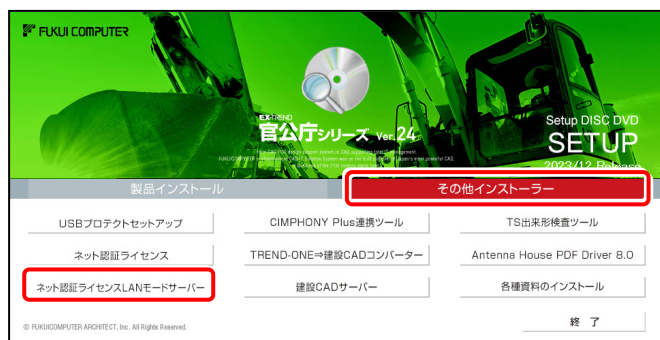 FUKUI COMPUTER
EX-TREND
官公庁シリーズ Ver.24
Setup DISC DVD
SETUP
2023/12 Release
製品インストール
その他インストーラー
USBプロテクトセットアップ
CIMPHONY Plus連携ツール
TS出来形検査ツール
ネット認証ライセンス
TREND-ONE⇒建設CADコンバーター
Antenna House PDF Driver 8.0
ネット認証ライセンスLANモードサーバー
建設CADサーバー
各種資料のインストール
© FUKUICOMPUTER ARCHITECT, Inc. All Rights Reserved.
終 了